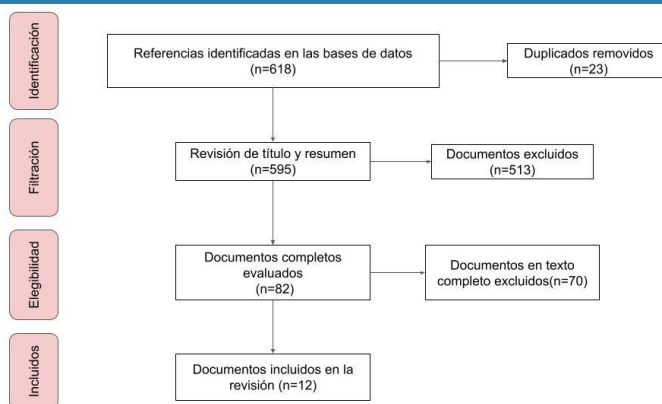 Identificación
Referencias identificadas en las bases de datos
(n=618)
Duplicados removidos
(n=23)
Filtración
Revisión de título y resumen
(n=595)
Documentos excluidos
(n=513)
Elegibilidad
Documentos completos
evaluados
(n=82)
Documentos en texto
completo excluidos(n=70)
Incluidos
Documentos incluidos en la
revisión (n=12)